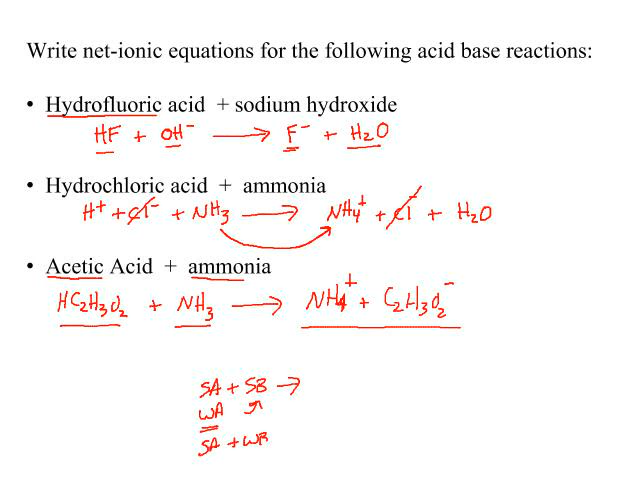 Write net-ionic equations for the following acid base reactions:
• Hydrofluoric acid + sodium hydroxide
HF + OH⁻ ⟶ F⁻ + H₂O
• Hydrochloric acid + ammonia
H⁺ + Cl⁻ + NH₃ ⟶ NH₄⁺ + Cl⁻ + H₂O
• Acetic Acid + ammonia
HC₂H₃O₂ + NH₃ ⟶ NH₄⁺ + C₂H₃O₂⁻
SA + SB →
WA
SA + WB